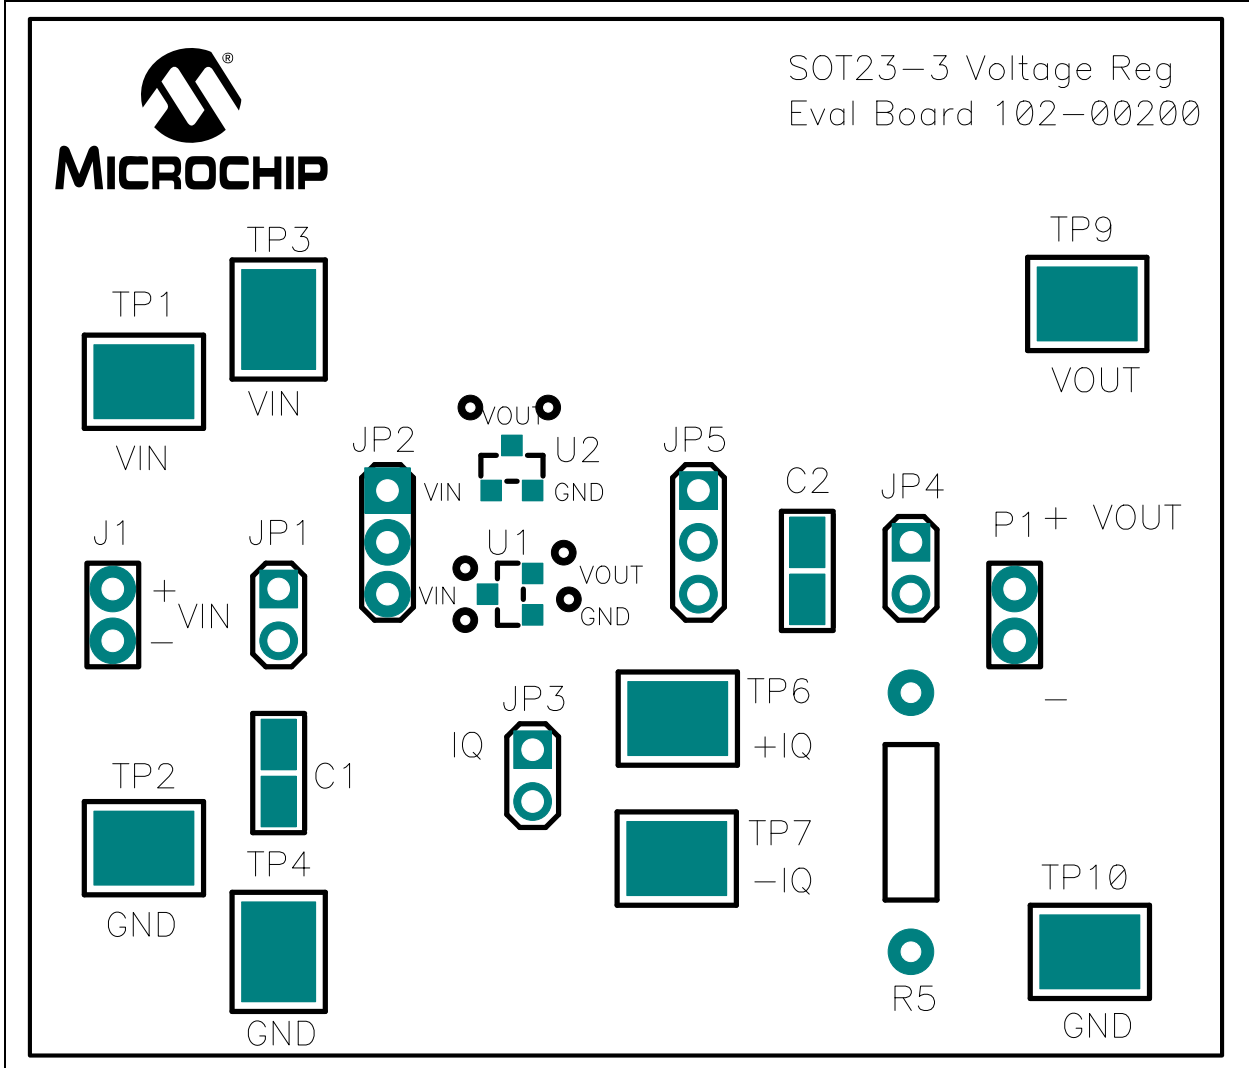 ®
MICROCHIP
SOT23-3 Voltage Reg
Eval Board 102-00200
TP3
VIN
TP9
VOUT
TP1
VIN
VOUT
U2
VIN
GND
JP2
JP5
C2
JP4
P1
+ VOUT
-
J1
+
VIN
-
JP1
U1
VOUT
VIN
GND
JP3
IQ
TP6
+IQ
TP7
-IQ
C1
TP2
GND
TP4
GND
R5
TP10
GND